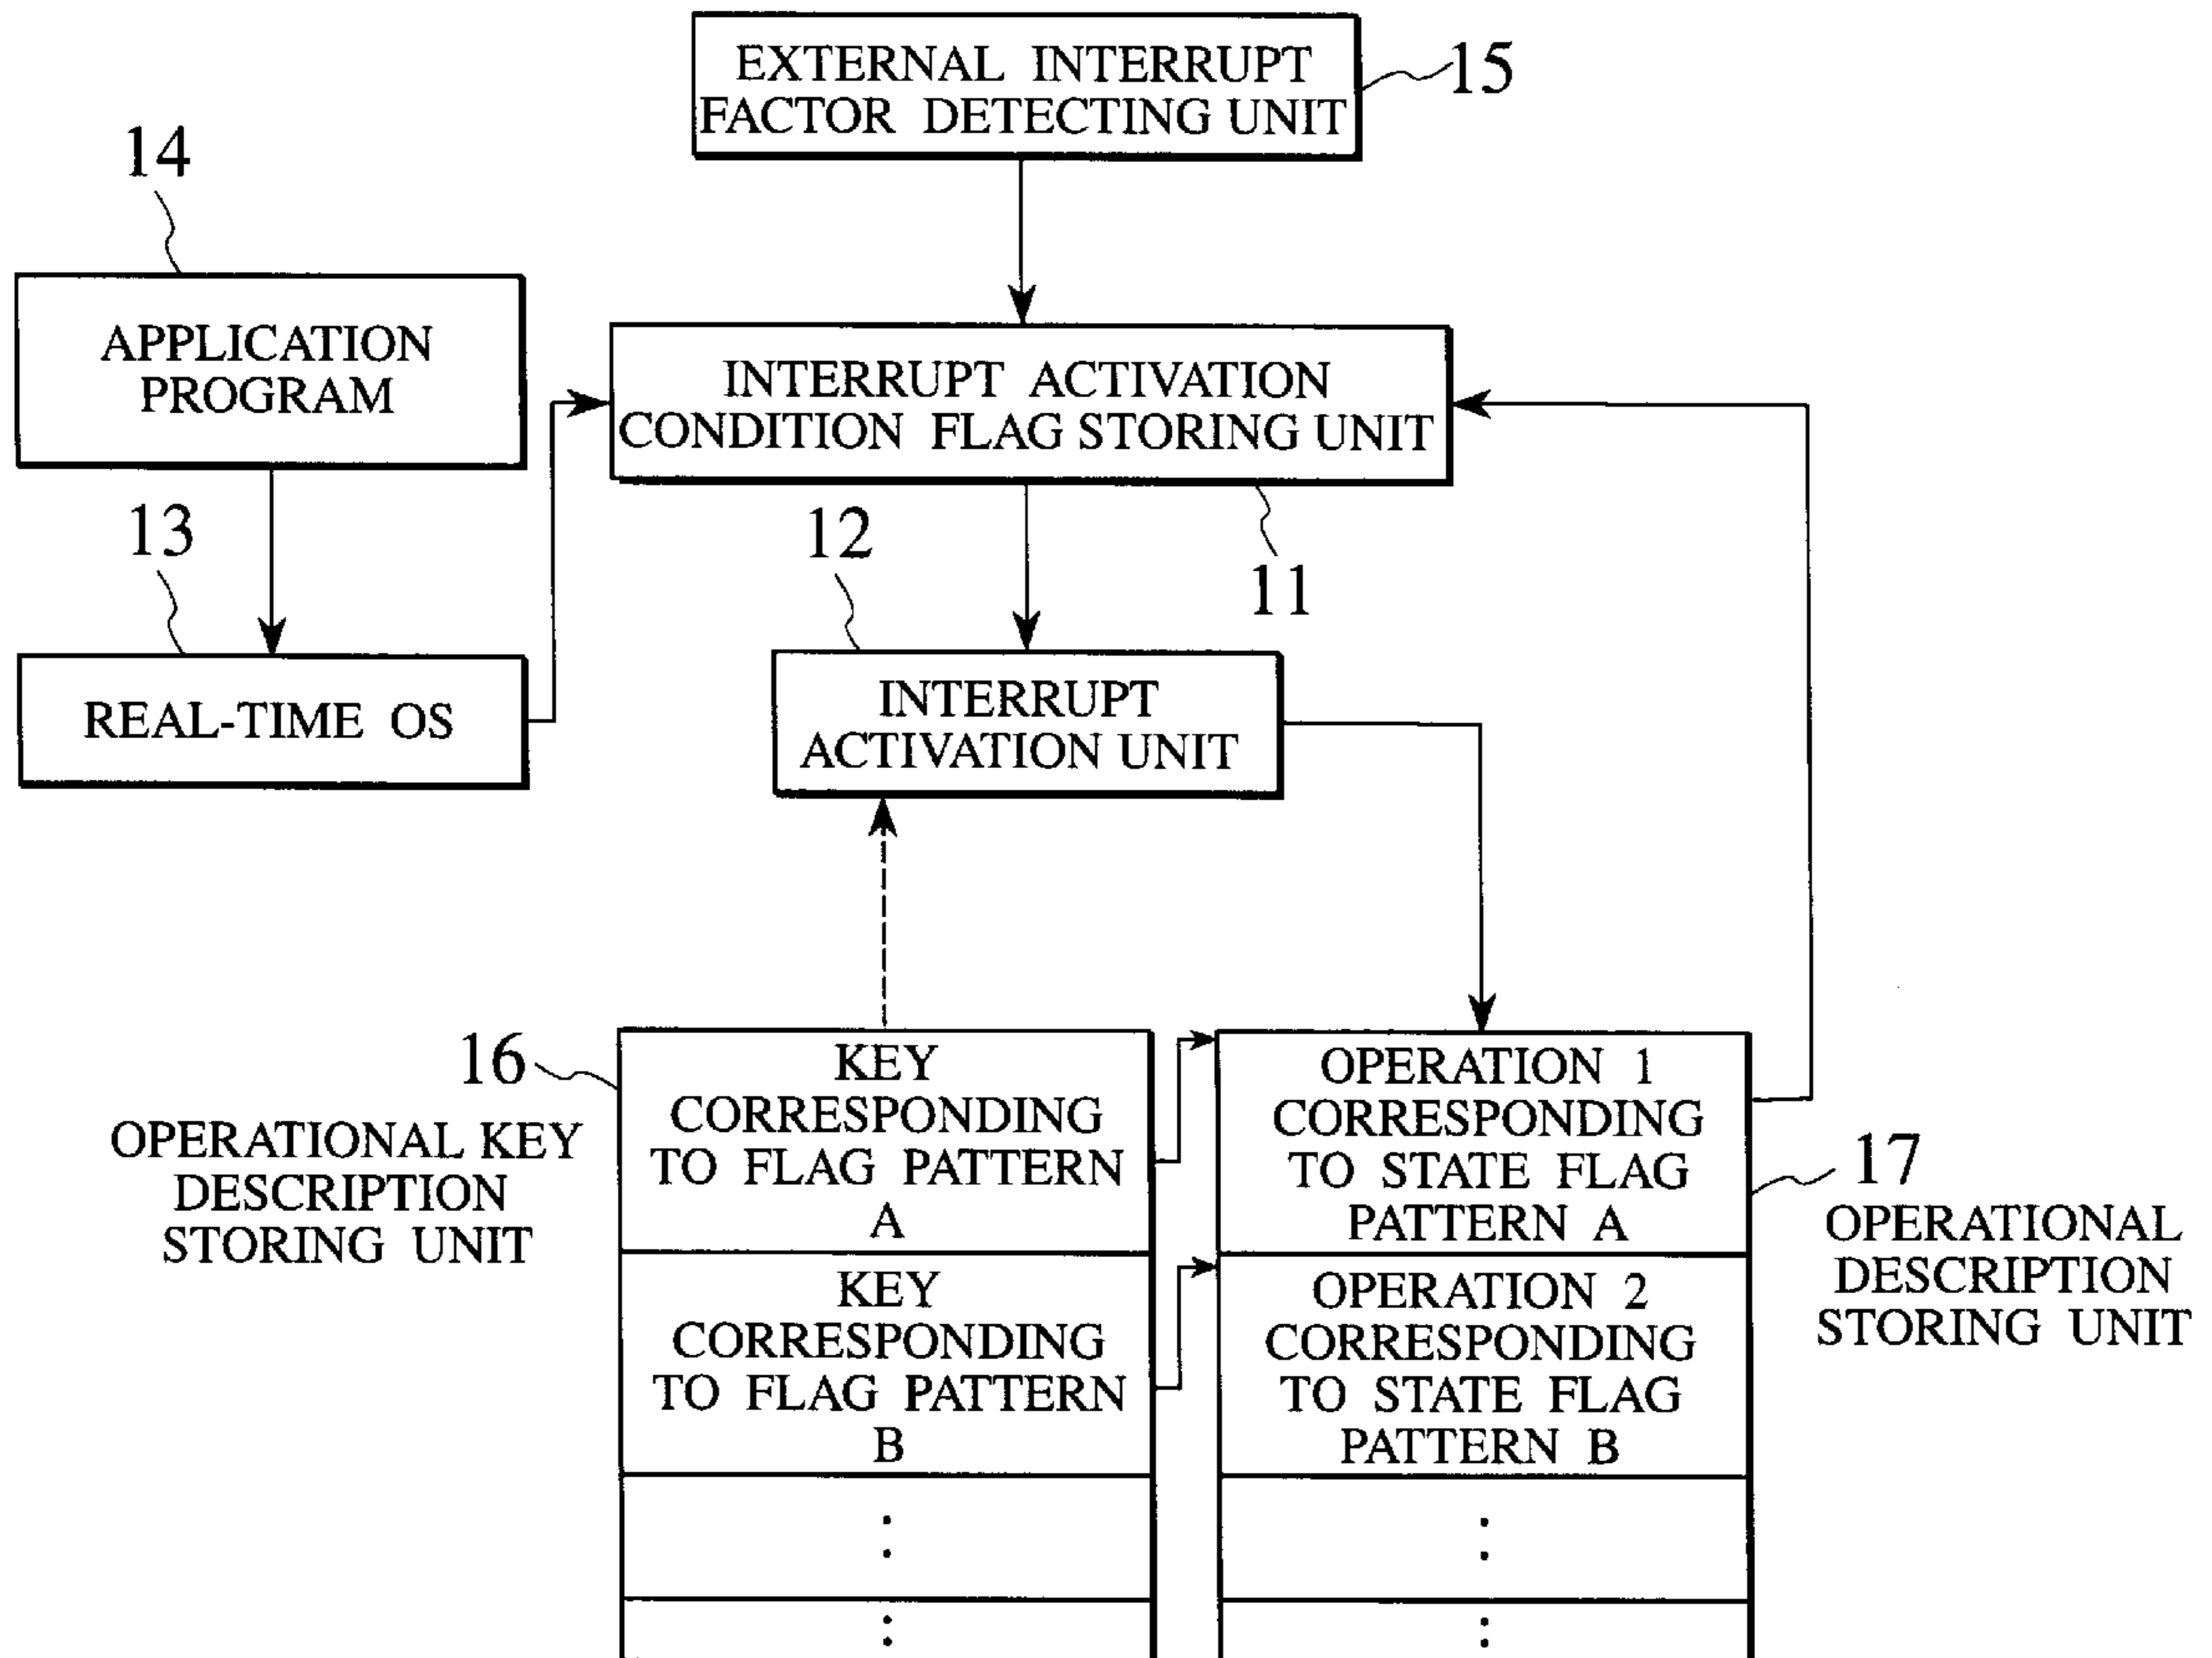 EXTERNAL INTERRUPT
FACTOR DETECTING UNIT
15
14
APPLICATION
PROGRAM
INTERRUPT ACTIVATION
CONDITION FLAG STORING UNIT
13
12
11
REAL-TIME OS
INTERRUPT
ACTIVATION UNIT
16
OPERATIONAL KEY
DESCRIPTION
STORING UNIT
KEY
CORRESPONDING
TO FLAG PATTERN
A
OPERATION 1
CORRESPONDING
TO STATE FLAG
PATTERN A
17
OPERATIONAL
DESCRIPTION
STORING UNIT
KEY
CORRESPONDING
TO FLAG PATTERN
B
OPERATION 2
CORRESPONDING
TO STATE FLAG
PATTERN B